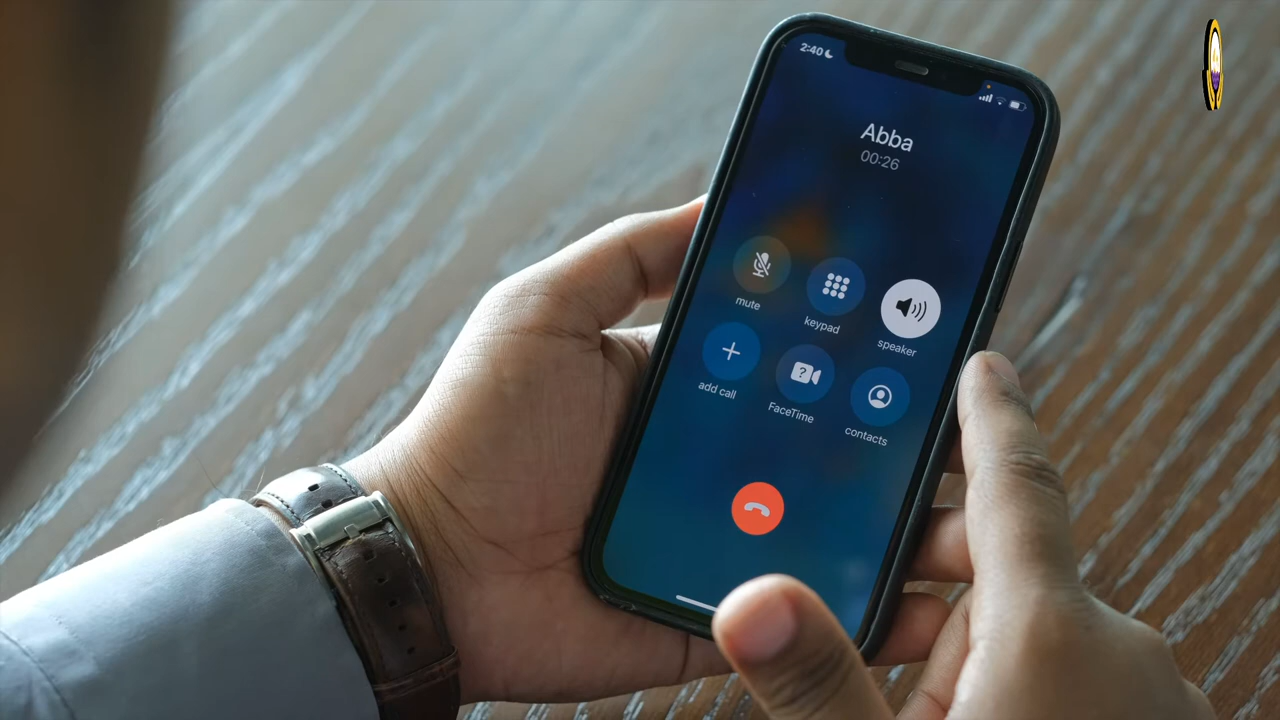 2:40
Abba
00:26
mute
keypad
speaker
add call
FaceTime
contacts